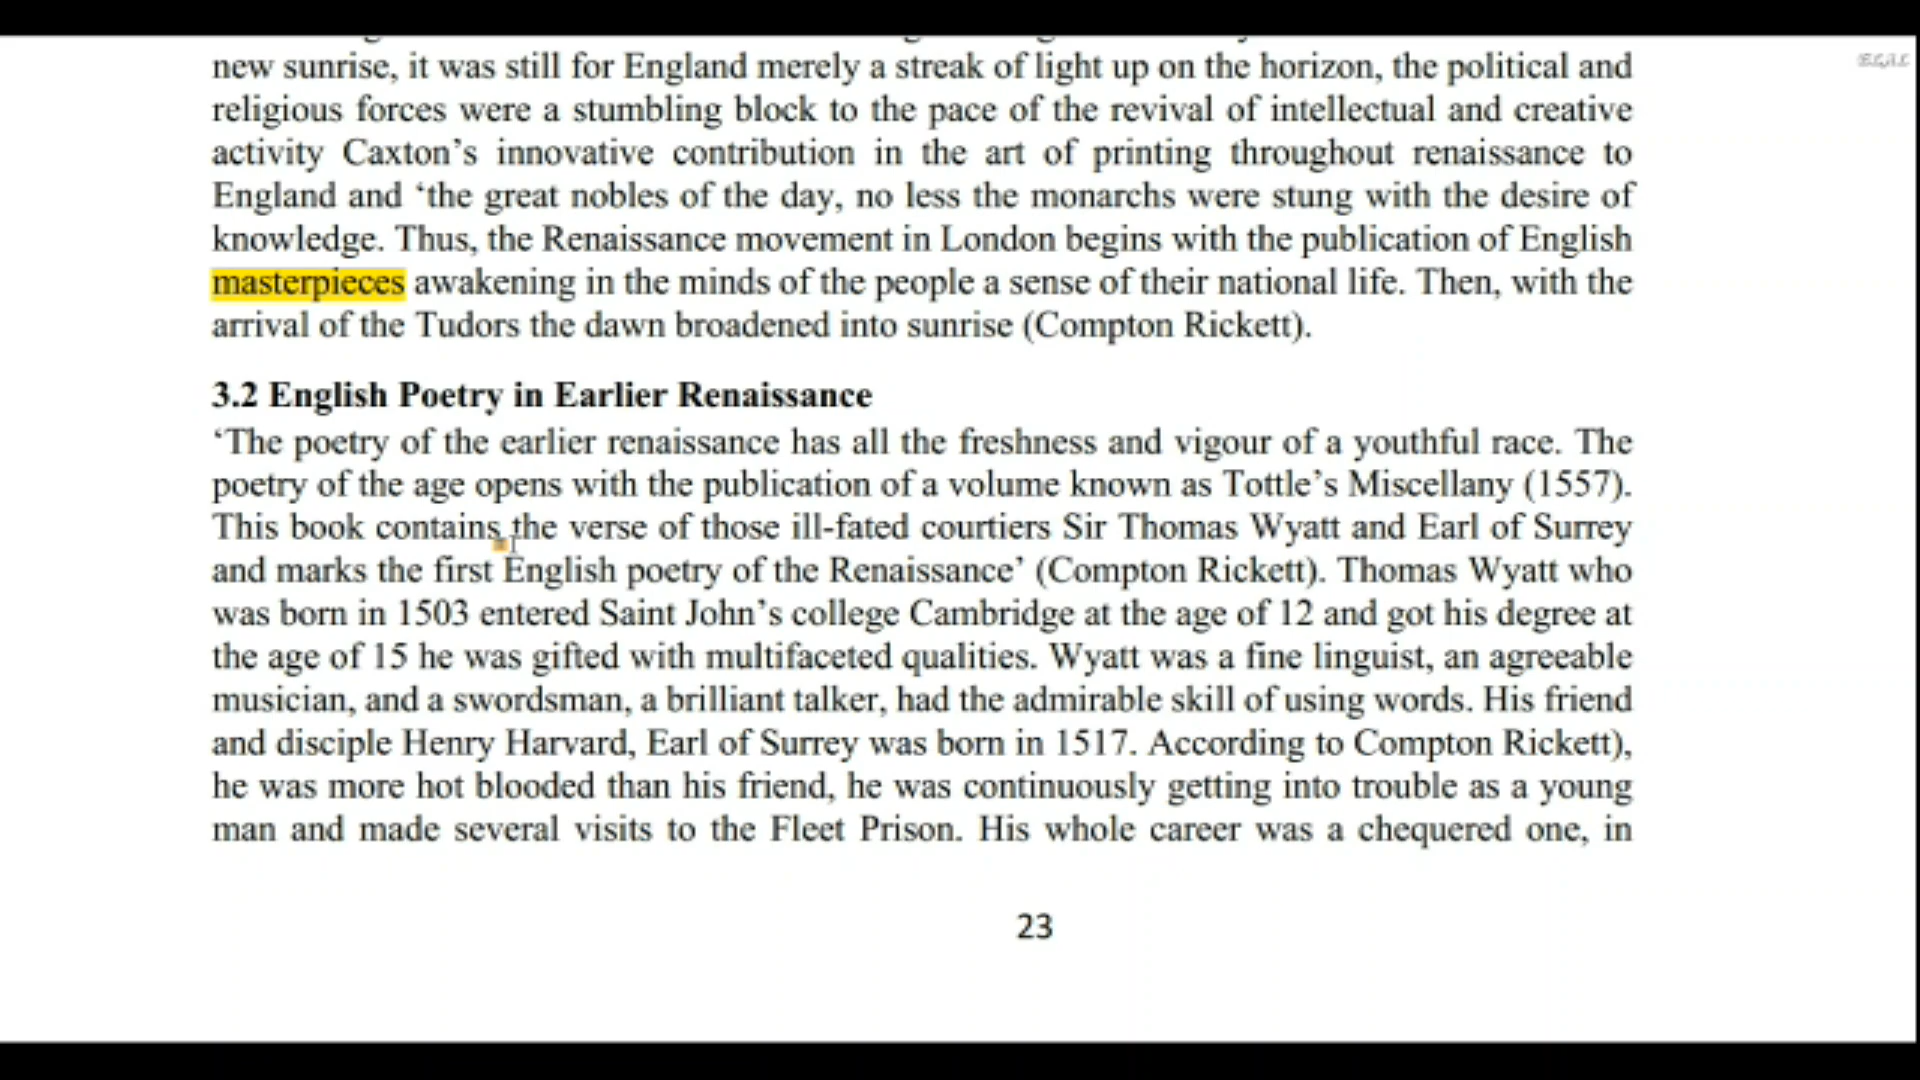 new sunrise, it was still for England merely a streak of light up on the horizon, the political and
religious forces were a stumbling block to the pace of the revival of intellectual and creative
activity Caxton’s innovative contribution in the art of printing throughout renaissance to
England and ‘the great nobles of the day, no less the monarchs were stung with the desire of
knowledge. Thus, the Renaissance movement in London begins with the publication of English
masterpieces awakening in the minds of the people a sense of their national life. Then, with the
arrival of the Tudors the dawn broadened into sunrise (Compton Rickett).
3.2 English Poetry in Earlier Renaissance
‘The poetry of the earlier renaissance has all the freshness and vigour of a youthful race. The
poetry of the age opens with the publication of a volume known as Tottle’s Miscellany (1557).
This book contains the verse of those ill-fated courtiers Sir Thomas Wyatt and Earl of Surrey
and marks the first English poetry of the Renaissance’ (Compton Rickett). Thomas Wyatt who
was born in 1503 entered Saint John’s college Cambridge at the age of 12 and got his degree at
the age of 15 he was gifted with multifaceted qualities. Wyatt was a fine linguist, an agreeable
musician, and a swordsman, a brilliant talker, had the admirable skill of using words. His friend
and disciple Henry Harvard, Earl of Surrey was born in 1517. According to Compton Rickett),
he was more hot blooded than his friend, he was continuously getting into trouble as a young
man and made several visits to the Fleet Prison. His whole career was a chequered one, in
23